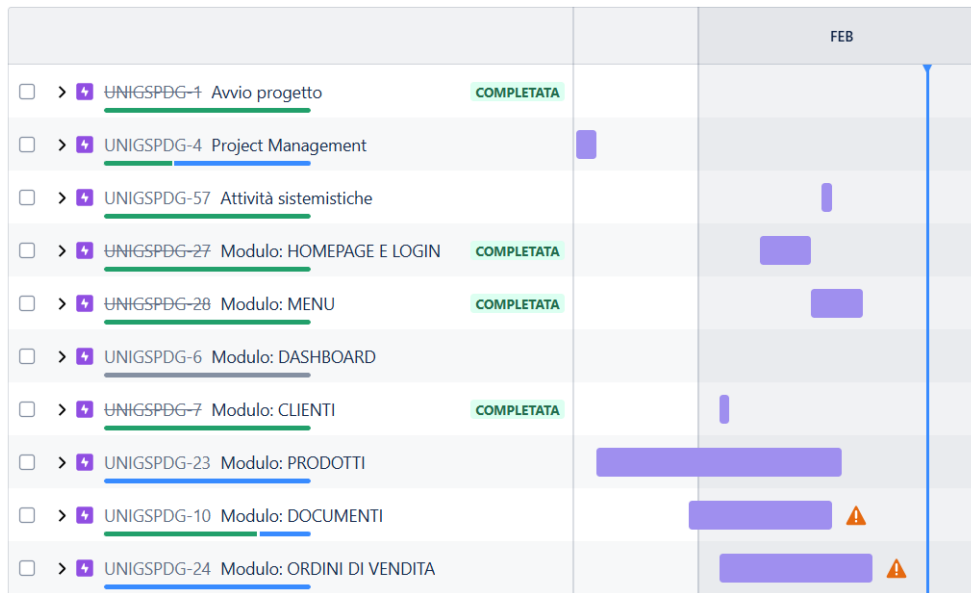 FEB
UNIGSPDG-1 Avvio progetto COMPLETATA
UNIGSPDG-4 Project Management
UNIGSPDG-57 Attività sistemistiche
UNIGSPDG-27 Modulo: HOMEPAGE E LOGIN COMPLETATA
UNIGSPDG-28 Modulo: MENU COMPLETATA
UNIGSPDG-6 Modulo: DASHBOARD
UNIGSPDG-7 Modulo: CLIENTI COMPLETATA
UNIGSPDG-23 Modulo: PRODOTTI
UNIGSPDG-10 Modulo: DOCUMENTI
UNIGSPDG-24 Modulo: ORDINI DI VENDITA